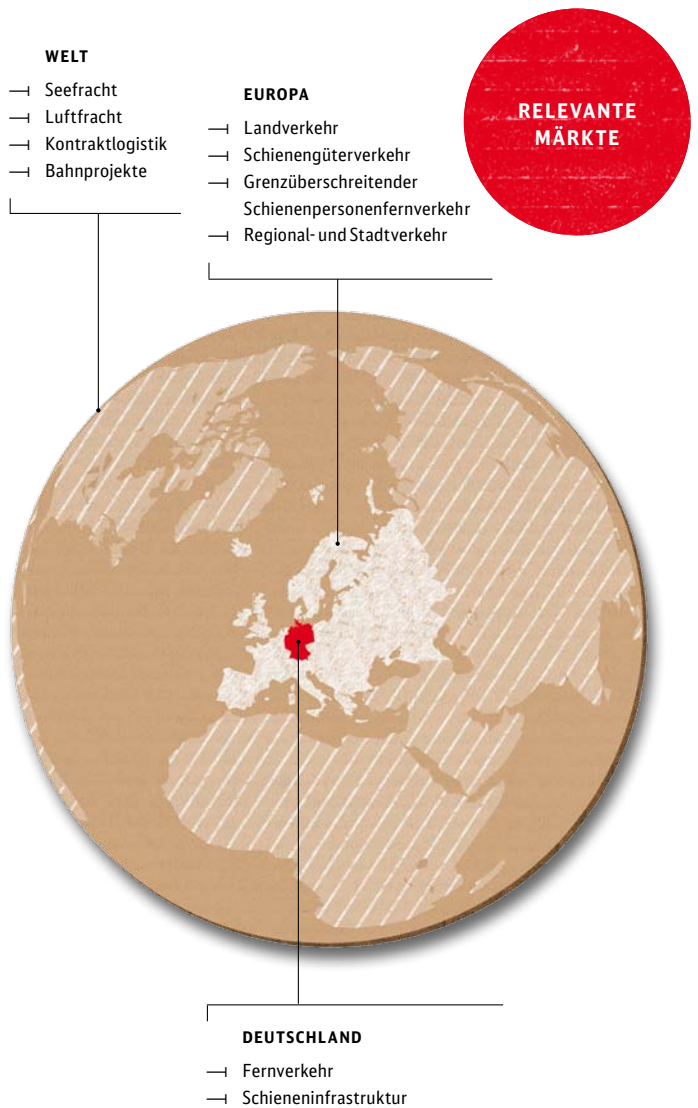 WELT
Seefracht
Luftfracht
Kontraktlogistik
Bahnprojekte
EUROPA
Landverkehr
Schienengüterverkehr
Grenzüberschreitender
Schienenpersonenfernverkehr
Regional- und Stadtverkehr
RELEVANTE
MÄRKTE
DEUTSCHLAND
Fernverkehr
Schieneninfrastruktur